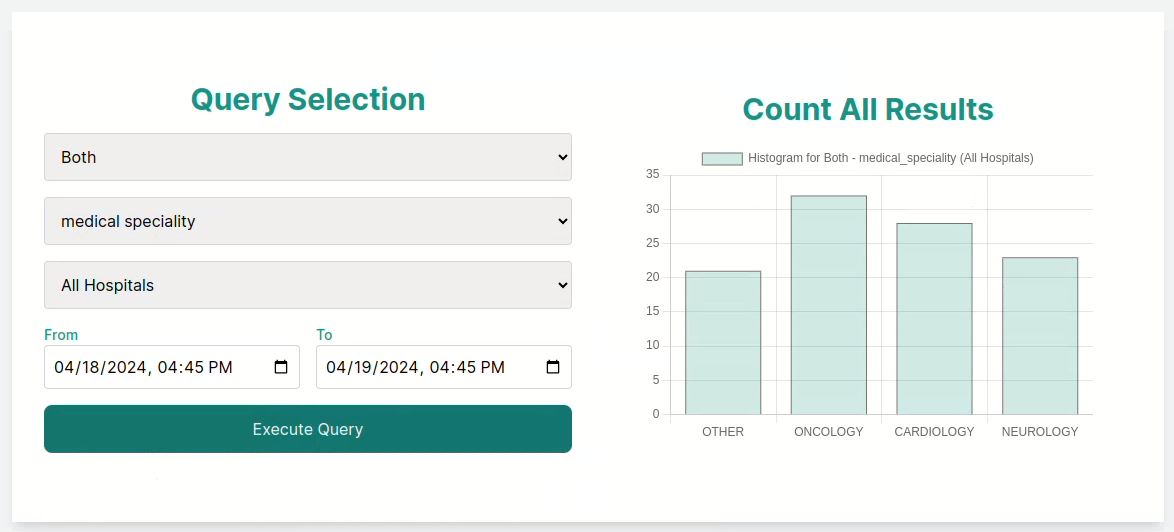 Query Selection
Both
medical speciality
All Hospitals
From
To
04/18/2024, 04:45 PM
04/19/2024, 04:45 PM
Execute Query
Count All Results
Histogram for Both - medical_speciality (All Hospitals)
35
30
25
20
15
10
5
0
OTHER ONCOLOGY CARDIOLOGY NEUROLOGY